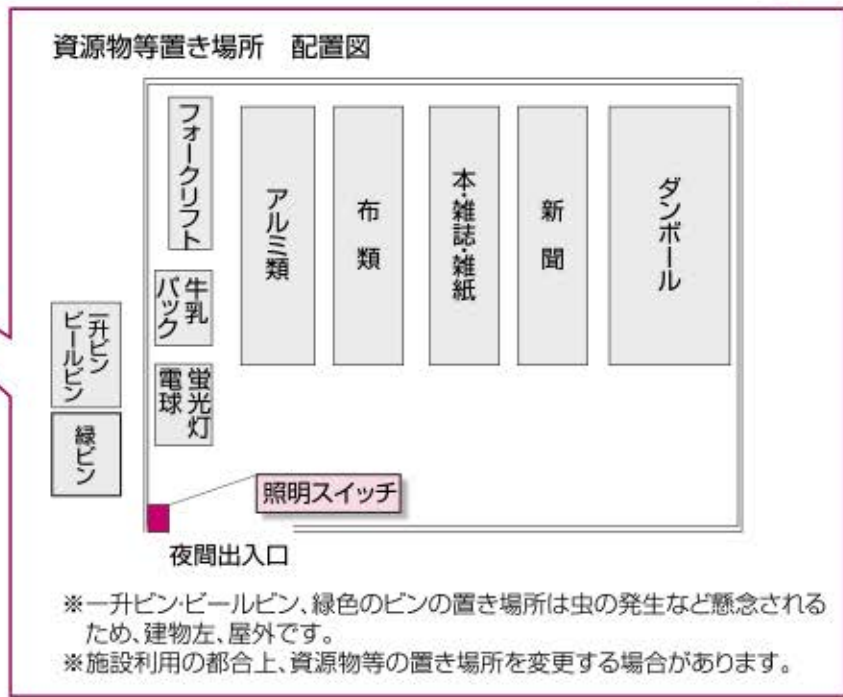 資源物等置き場所　配置図
フォークリフト
アルミ類
布類
本・雑誌・雑紙
新聞
ダンボール
牛乳
パック
一升ビン
ビールビン
蛍光灯
電球
緑ビン
照明スイッチ
夜間出入口
※一升ビン・ビールビン、緑色のビンの置き場所は虫の発生など懸念される
ため、建物左、屋外です。
※施設利用の都合上、資源物等の置き場所を変更する場合があります。